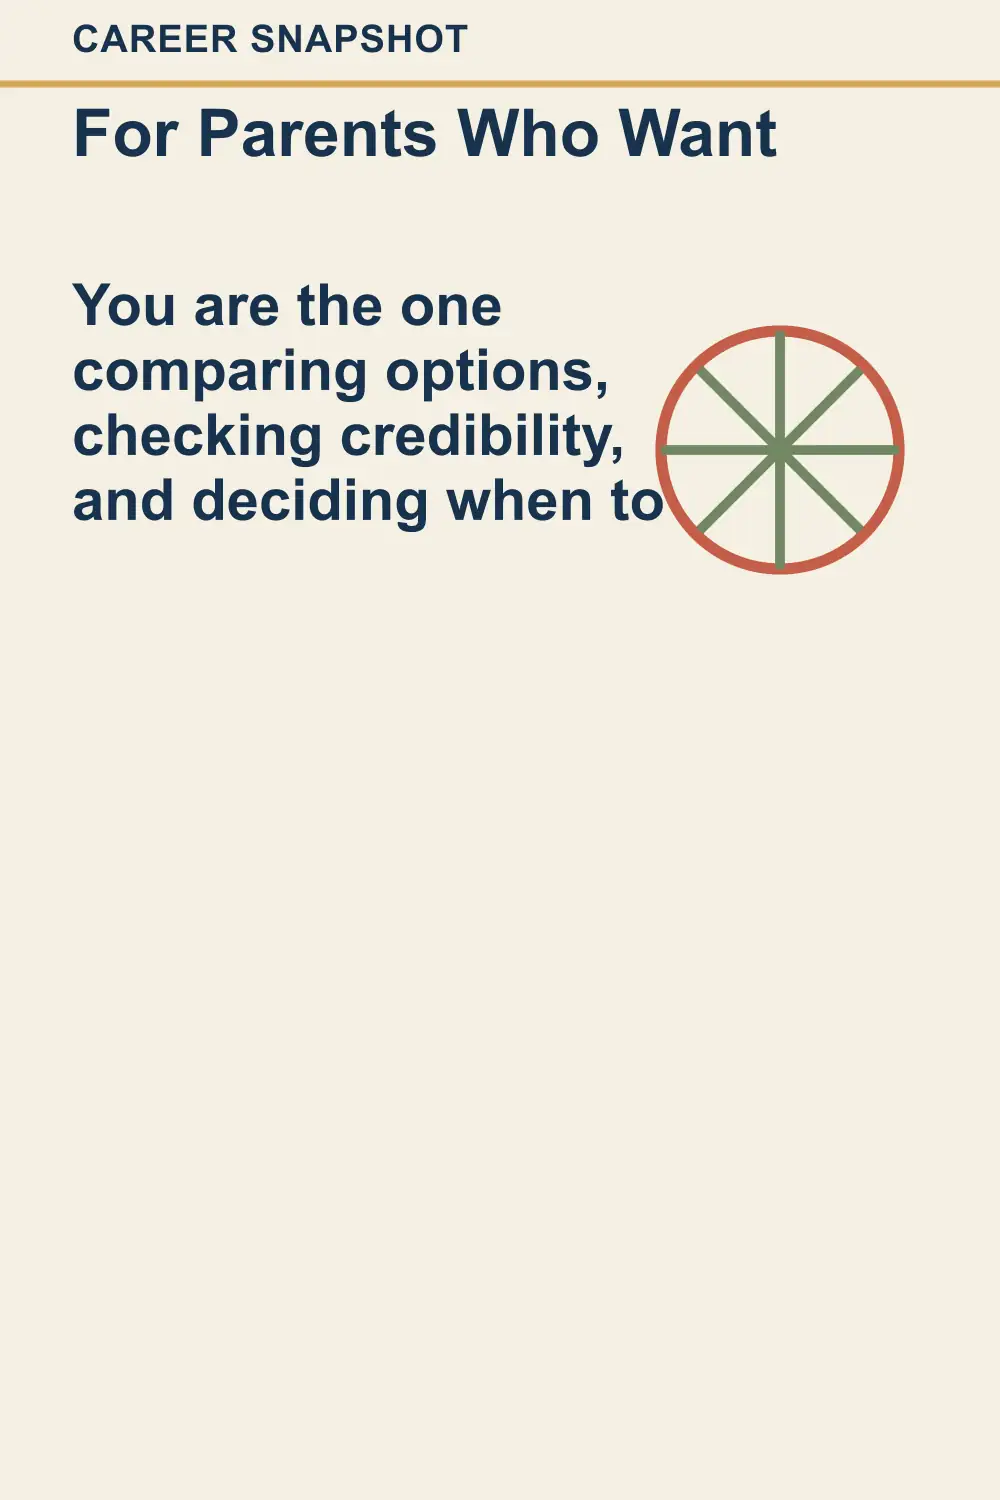 CAREER SNAPSHOT
For Parents Who Want
You are the one
comparing options,
checking credibility,
and deciding when to